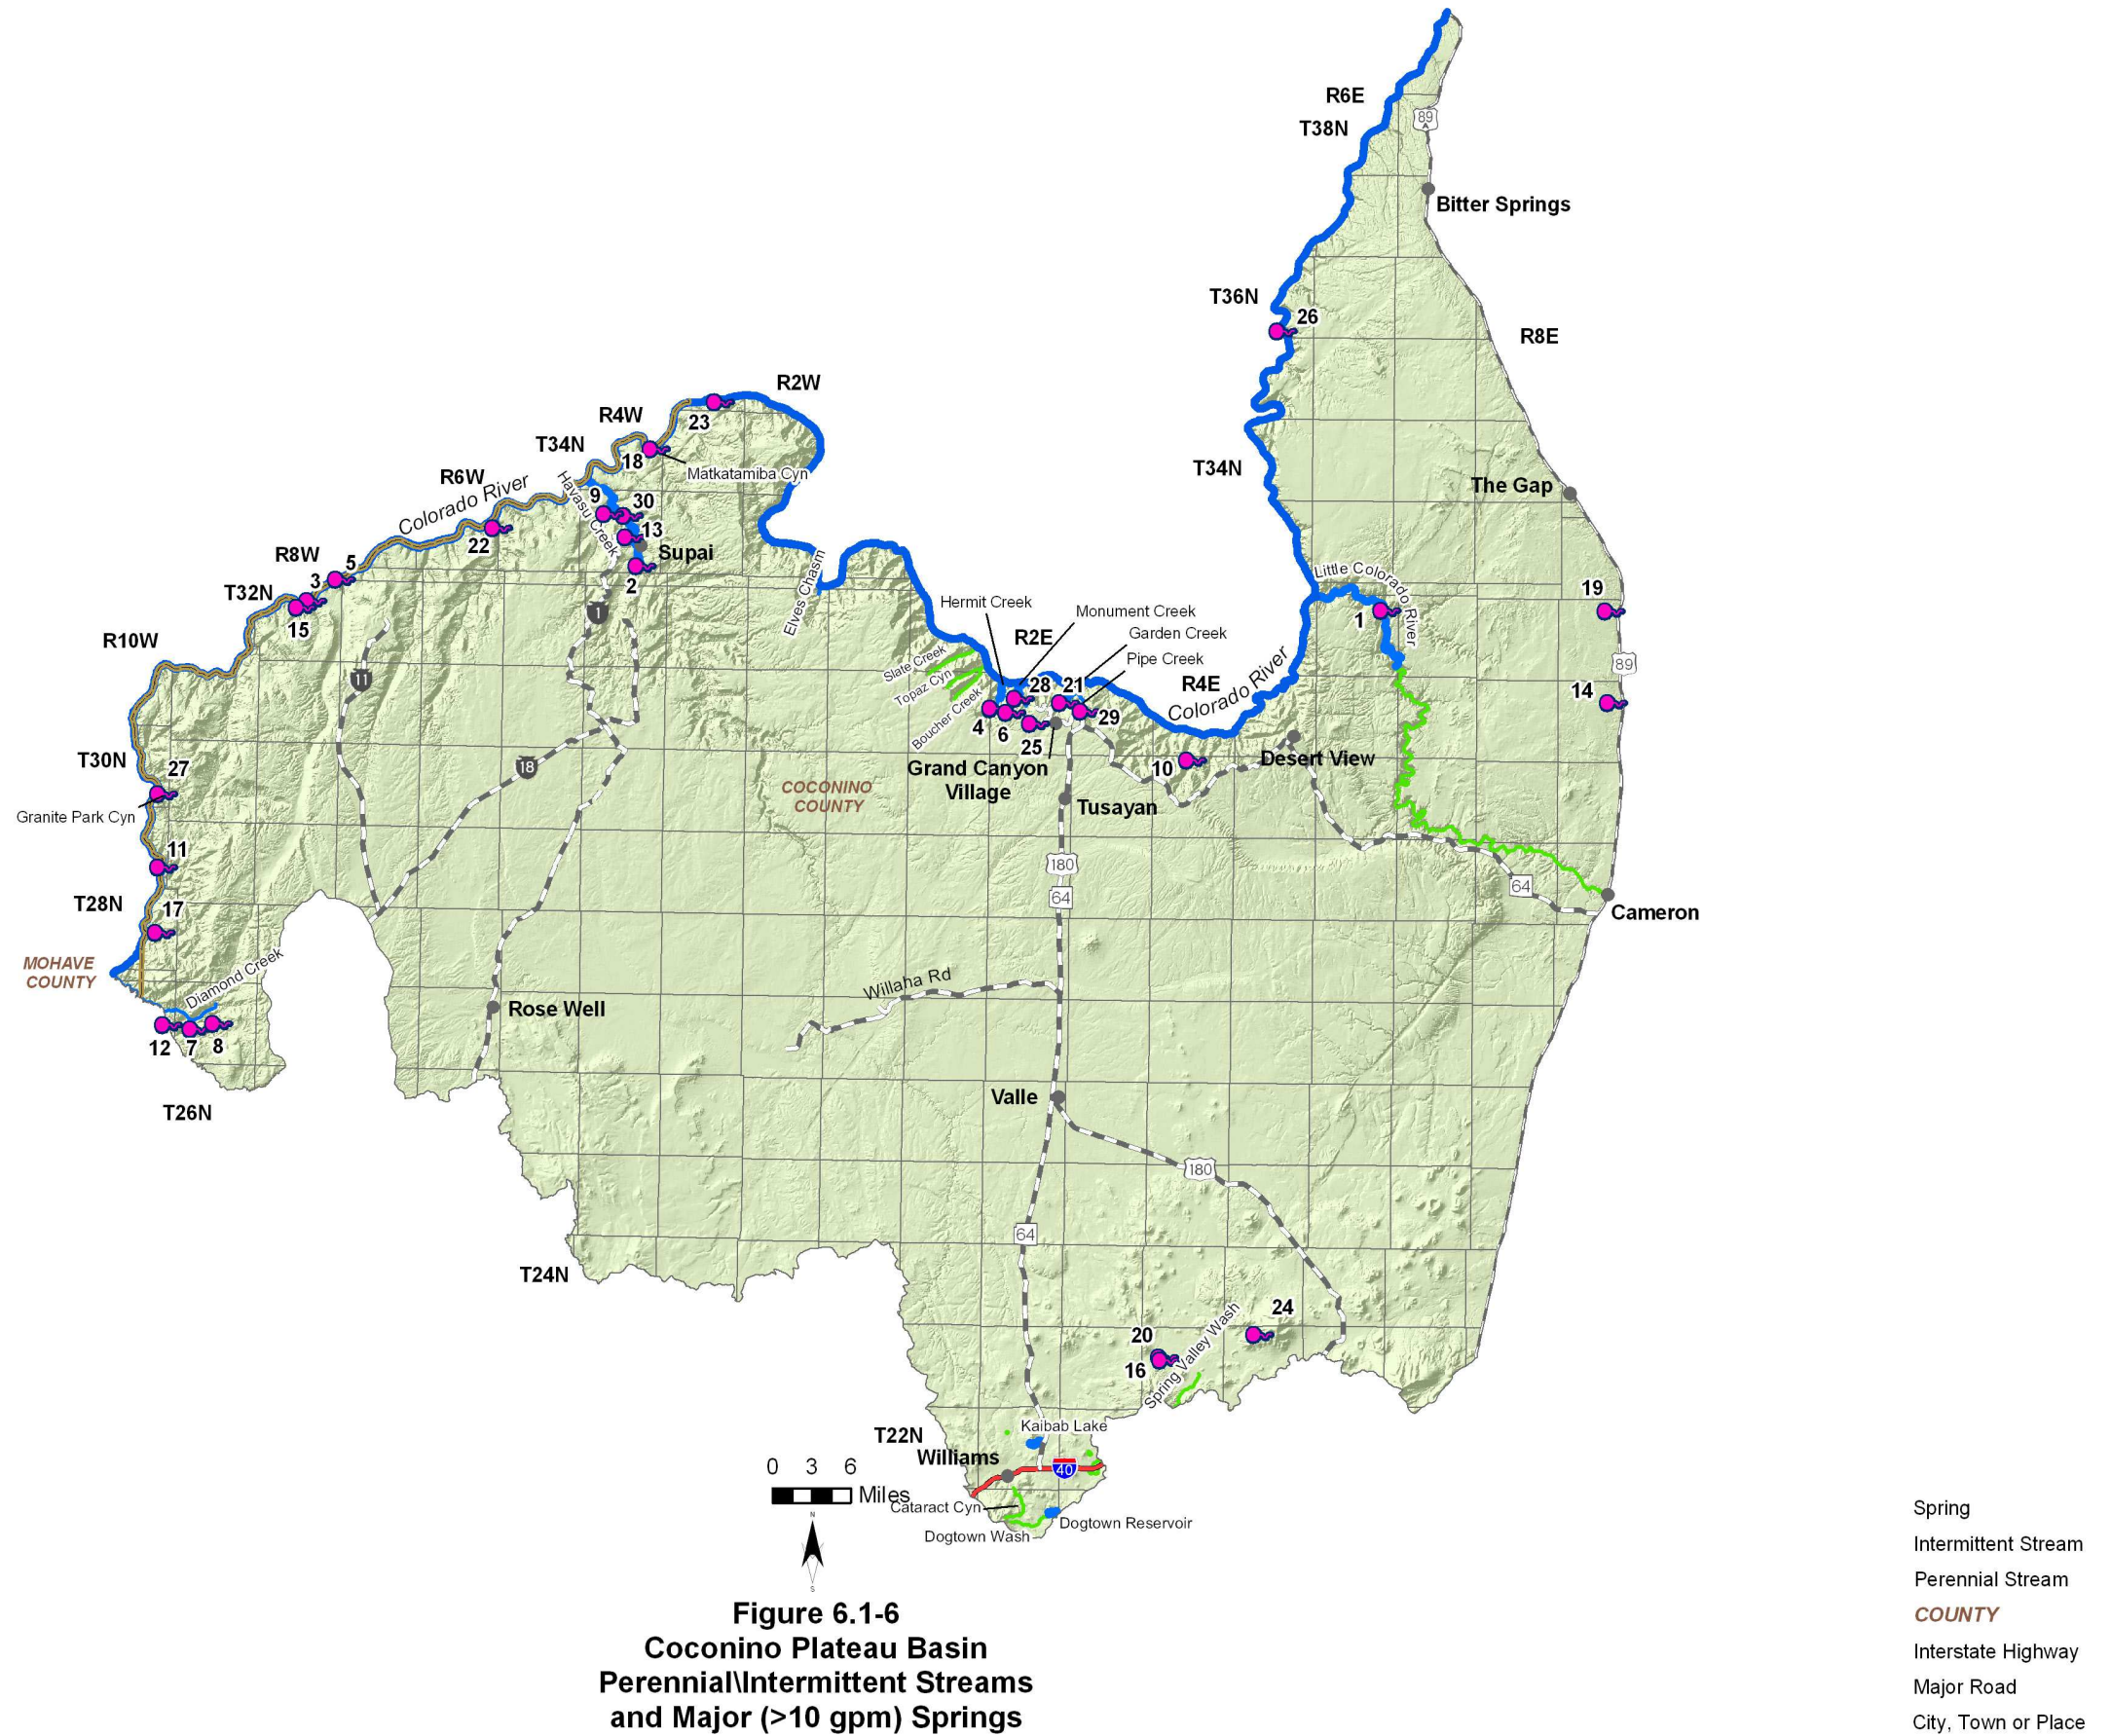 R6E
T38N
89
A
Bitter Springs
T36N
26
R8E
R2W
R4W
23
T34N
18
Matkatamiba Cyn
R6W
Colorado River
Havasu Creek
9
30
13
Supai
2
22
T34N
The Gap
R8W
5
3
T32N
15
1
Elves Chasm
Little Colorado River
1
19
R10W
11
Hermit Creek
Monument Creek
R2E
Garden Creek
Pipe Creek
Slate Creek
Topaz Cyn
Boucher Creek
28
21
R4E
Colorado River
89
14
4
6
25
29
T30N
27
18
Grand Canyon
Village
10
Desert View
COCONINO
COUNTY
Tusayan
Granite Park Cyn
11
180
64
64
T28N
17
Cameron
MOHAVE
COUNTY
Diamond Creek
Willaha Rd
Rose Well
12
7
8
Valle
T26N
180
64
T24N
24
20
16
Spring Valley Wash
T22N
Kaibab Lake
Williams
40
0 3 6
Miles
Cataract Cyn
Dogtown Reservoir
Dogtown Wash
N
S
Figure 6.1-6
Coconino Plateau Basin
Perennial\Intermittent Streams
and Major (>10 gpm) Springs
Spring
Intermittent Stream
Perennial Stream
COUNTY
Interstate Highway
Major Road
City, Town or Place